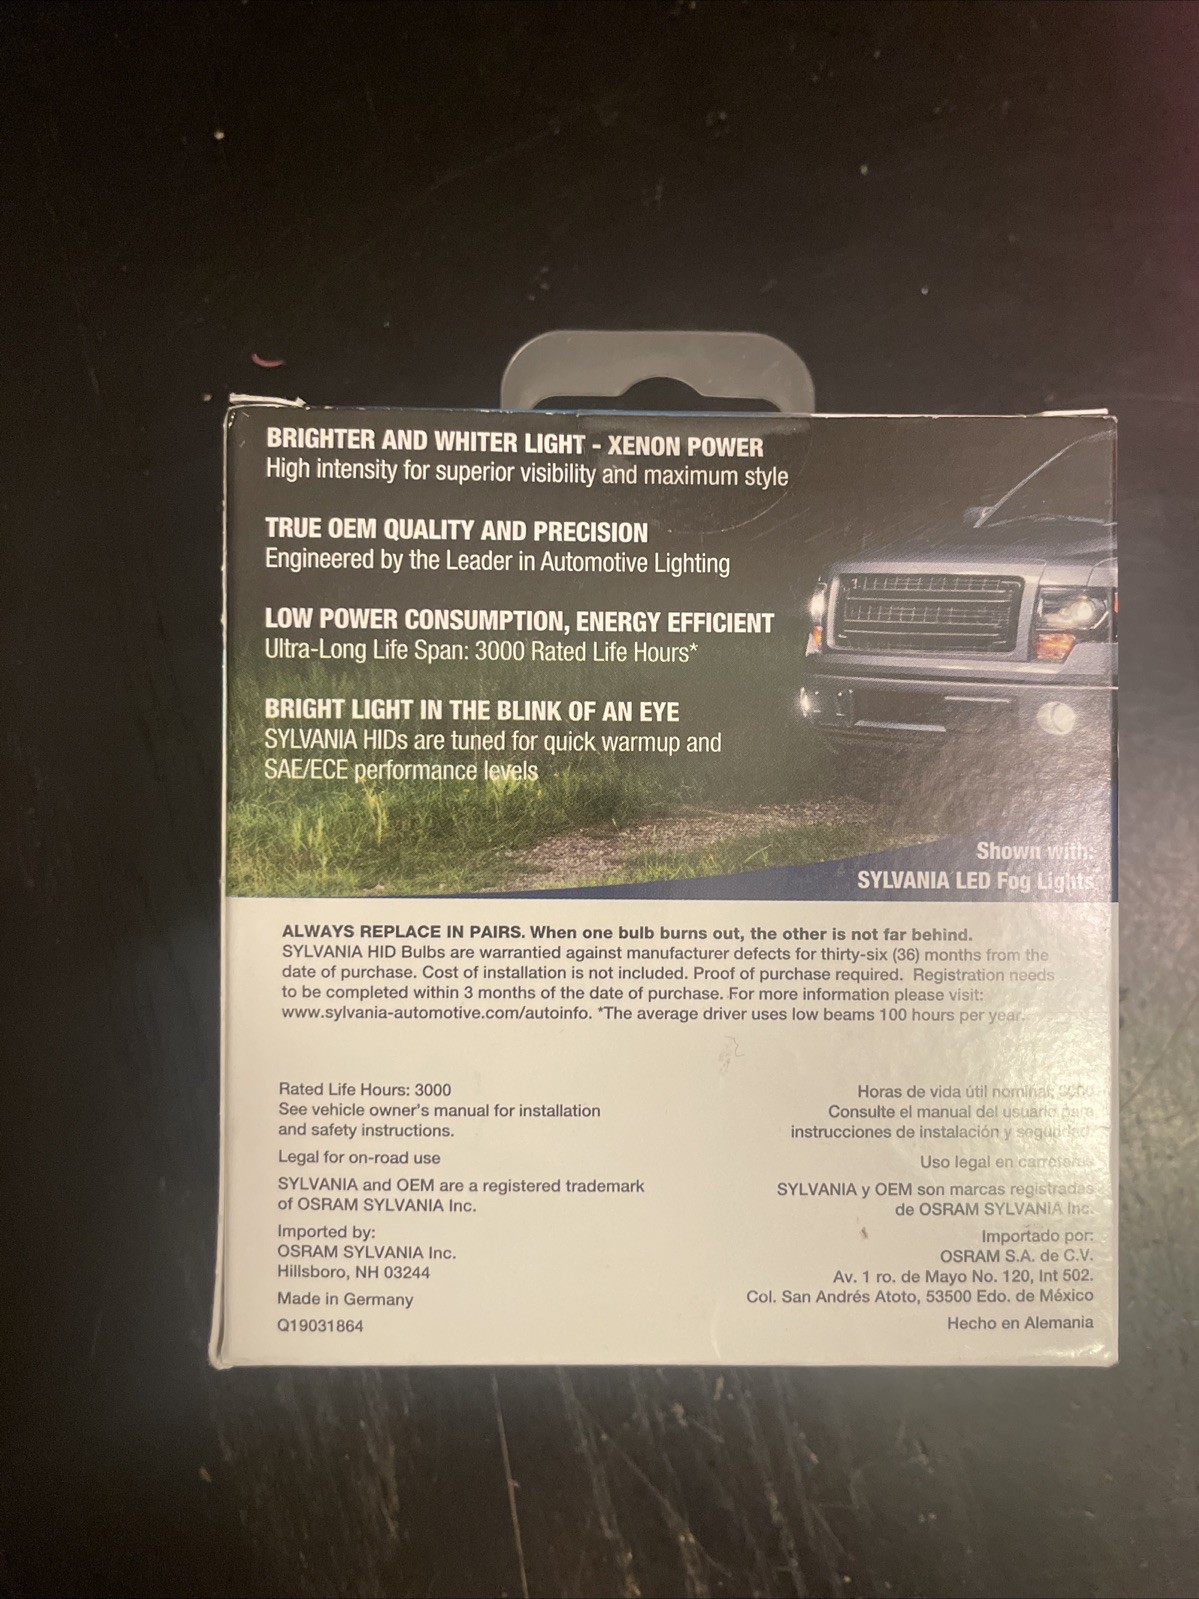 BRIGHTER AND WHITER LIGHT - XENON POWER
High intensity for superior visibility and maximum style
TRUE OEM QUALITY AND PRECISION
Engineered by the Leader in Automotive Lighting
LOW POWER CONSUMPTION, ENERGY EFFICIENT
Ultra-Long Life Span: 3000 Rated Life Hours*
BRIGHT LIGHT IN THE BLINK OF AN EYE
SYLVANIA HIDs are tuned for quick warmup and
SAE/ECE performance levels
Shown with:
SYLVANIA LED Fog Lights
ALWAYS REPLACE IN PAIRS. When one bulb burns out, the other is not far behind.
SYLVANIA HID Bulbs are warrantied against manufacturer defects for thirty-six (36) months from the
date of purchase. Cost of installation is not included. Proof of purchase required. Registration needs
to be completed within 3 months of the date of purchase. For more information please visit:
www.sylvania-automotive.com/autoinfo. *The average driver uses low beams 100 hours per year.
Rated Life Hours: 3000
See vehicle owner's manual for installation
and safety instructions.
Legal for on-road use
SYLVANIA and OEM are a registered trademark
of OSRAM SYLVANIA Inc.
Imported by:
OSRAM SYLVANIA Inc.
Hillsboro, NH 03244
Made in Germany
Q19031864
Horas de vida útil nominal: 3000
Consulte el manual del usuario para
instrucciones de instalación y seguridad.
Uso legal en carreteras
SYLVANIA y OEM son marcas registradas
de OSRAM SYLVANIA Inc.
Importado por:
OSRAM S.A. de C.V.
Av. 1 ro. de Mayo No. 120, Int 502.
Col. San Andrés Atoto, 53500 Edo. de México
Hecho en Alemania